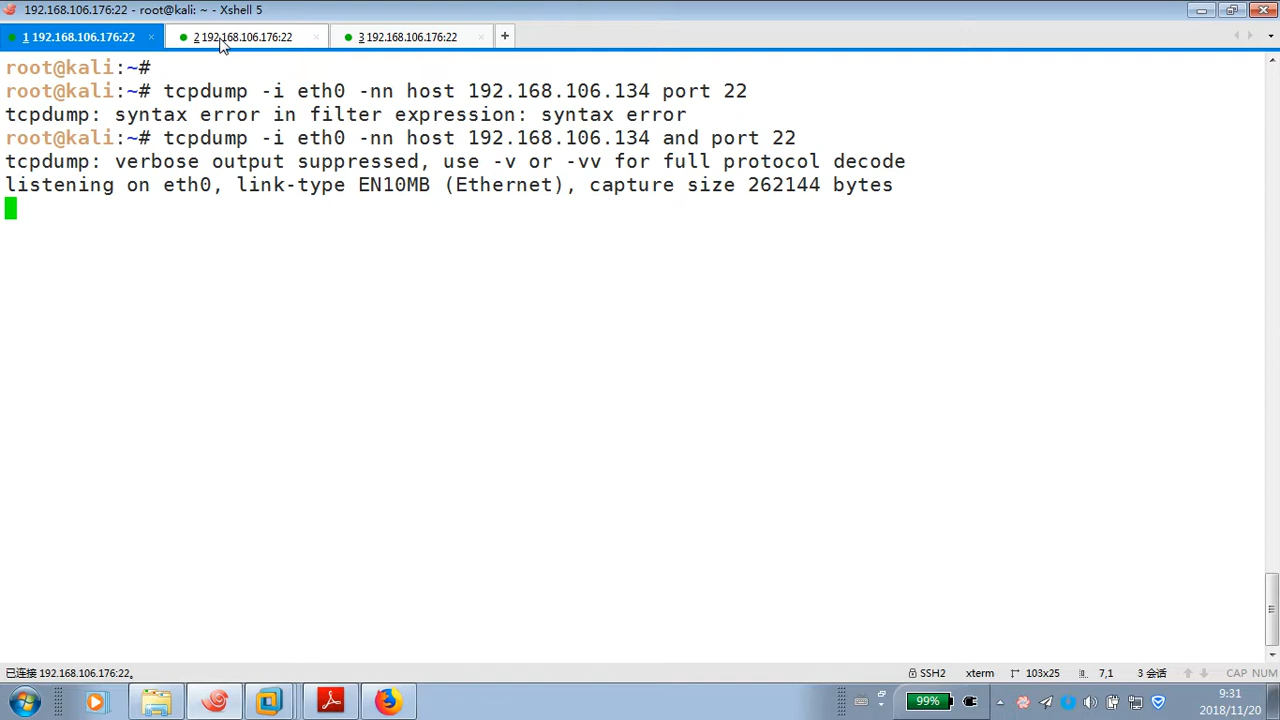 192.168.106.176:22 - root@kali: ~ - Xshell 5
1 192.168.106.176:22 × 2 192.168.106.176:22 × 3 192.168.106.176:22 × +
root@kali:~#
root@kali:~# tcpdump -i eth0 -nn host 192.168.106.134 port 22
tcpdump: syntax error in filter expression: syntax error
root@kali:~# tcpdump -i eth0 -nn host 192.168.106.134 and port 22
tcpdump: verbose output suppressed, use -v or -vv for full protocol decode
listening on eth0, link-type EN10MB (Ethernet), capture size 262144 bytes
已连接 192.168.106.176:22。 SSH2 xterm 103x25 7,1 3 会话 CAP NUM
99% 9:31
2018/11/20